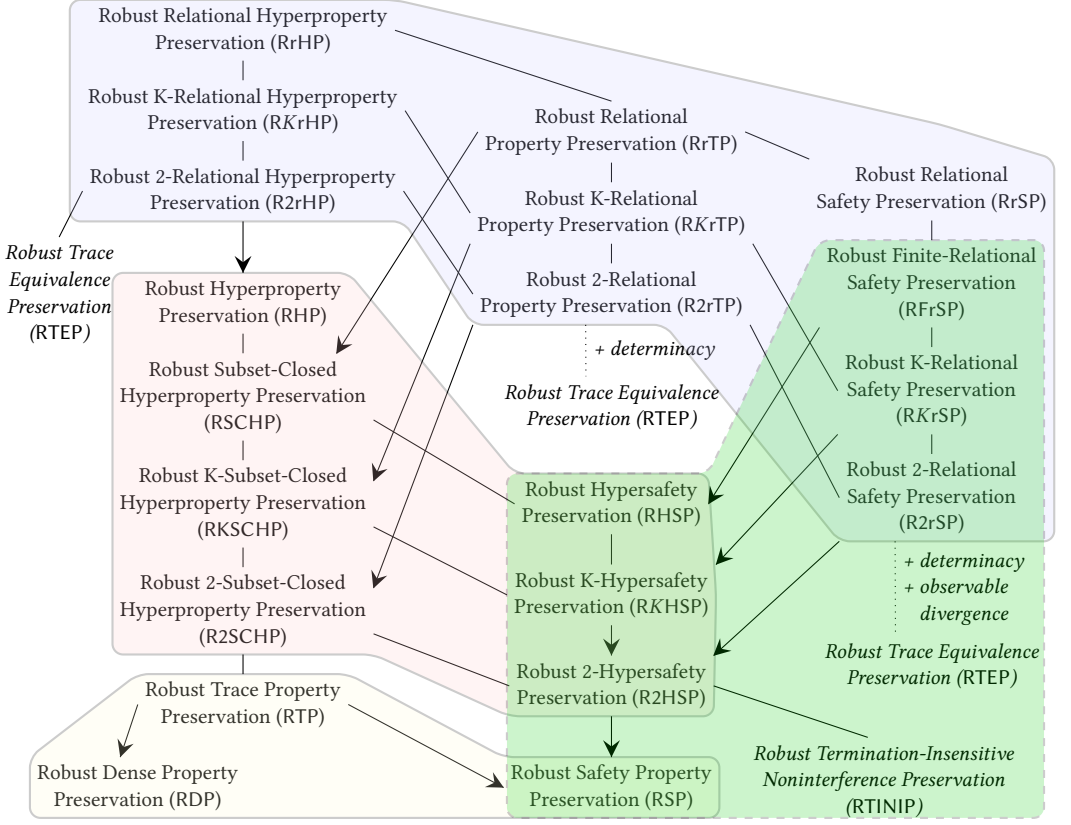 Robust Relational Hyperproperty
Preservation (RrHP)
Robust K-Relational Hyperproperty
Preservation (RKrHP)
Robust 2-Relational Hyperproperty
Preservation (R2rHP)
Robust Trace
Equivalence
Preservation
(RTEP)
Robust Relational
Property Preservation (RrTP)
Robust K-Relational
Property Preservation (RKrTP)
Robust 2-Relational
Property Preservation (R2rTP)
+ determinacy
Robust Trace Equivalence
Preservation (RTEP)
Robust Relational
Safety Preservation (RrSP)
Robust Finite-Relational
Safety Preservation
(RFrSP)
Robust K-Relational
Safety Preservation
(RKrSP)
Robust 2-Relational
Safety Preservation
(R2rSP)
+ determinacy
+ observable
divergence
Robust Trace Equivalence
Preservation (RTEP)
Robust Hyperproperty
Preservation (RHP)
Robust Subset-Closed
Hyperproperty Preservation
(RSCHP)
Robust K-Subset-Closed
Hyperproperty Preservation
(RKSCHP)
Robust 2-Subset-Closed
Hyperproperty Preservation
(R2SCHP)
Robust Hypersafety
Preservation (RHSP)
Robust K-Hypersafety
Preservation (RKHSP)
Robust 2-Hypersafety
Preservation (R2HSP)
Robust Trace Property
Preservation (RTP)
Robust Dense Property
Preservation (RDP)
Robust Safety Property
Preservation (RSP)
Robust Termination-Insensitive
Noninterference Preservation
(RTINIP)